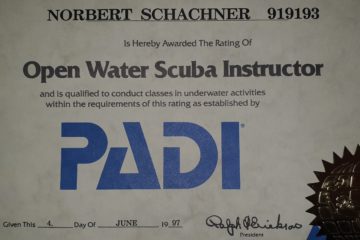 NORBERT SCHACHNER 919193
Is Hereby Awarded The Rating Of
Open Water Scuba Instructor
and is qualified to conduct classes in underwater activities
within the requirements of this rating as established by
PADI
Given This 4. Day Of JUNE 1997
President